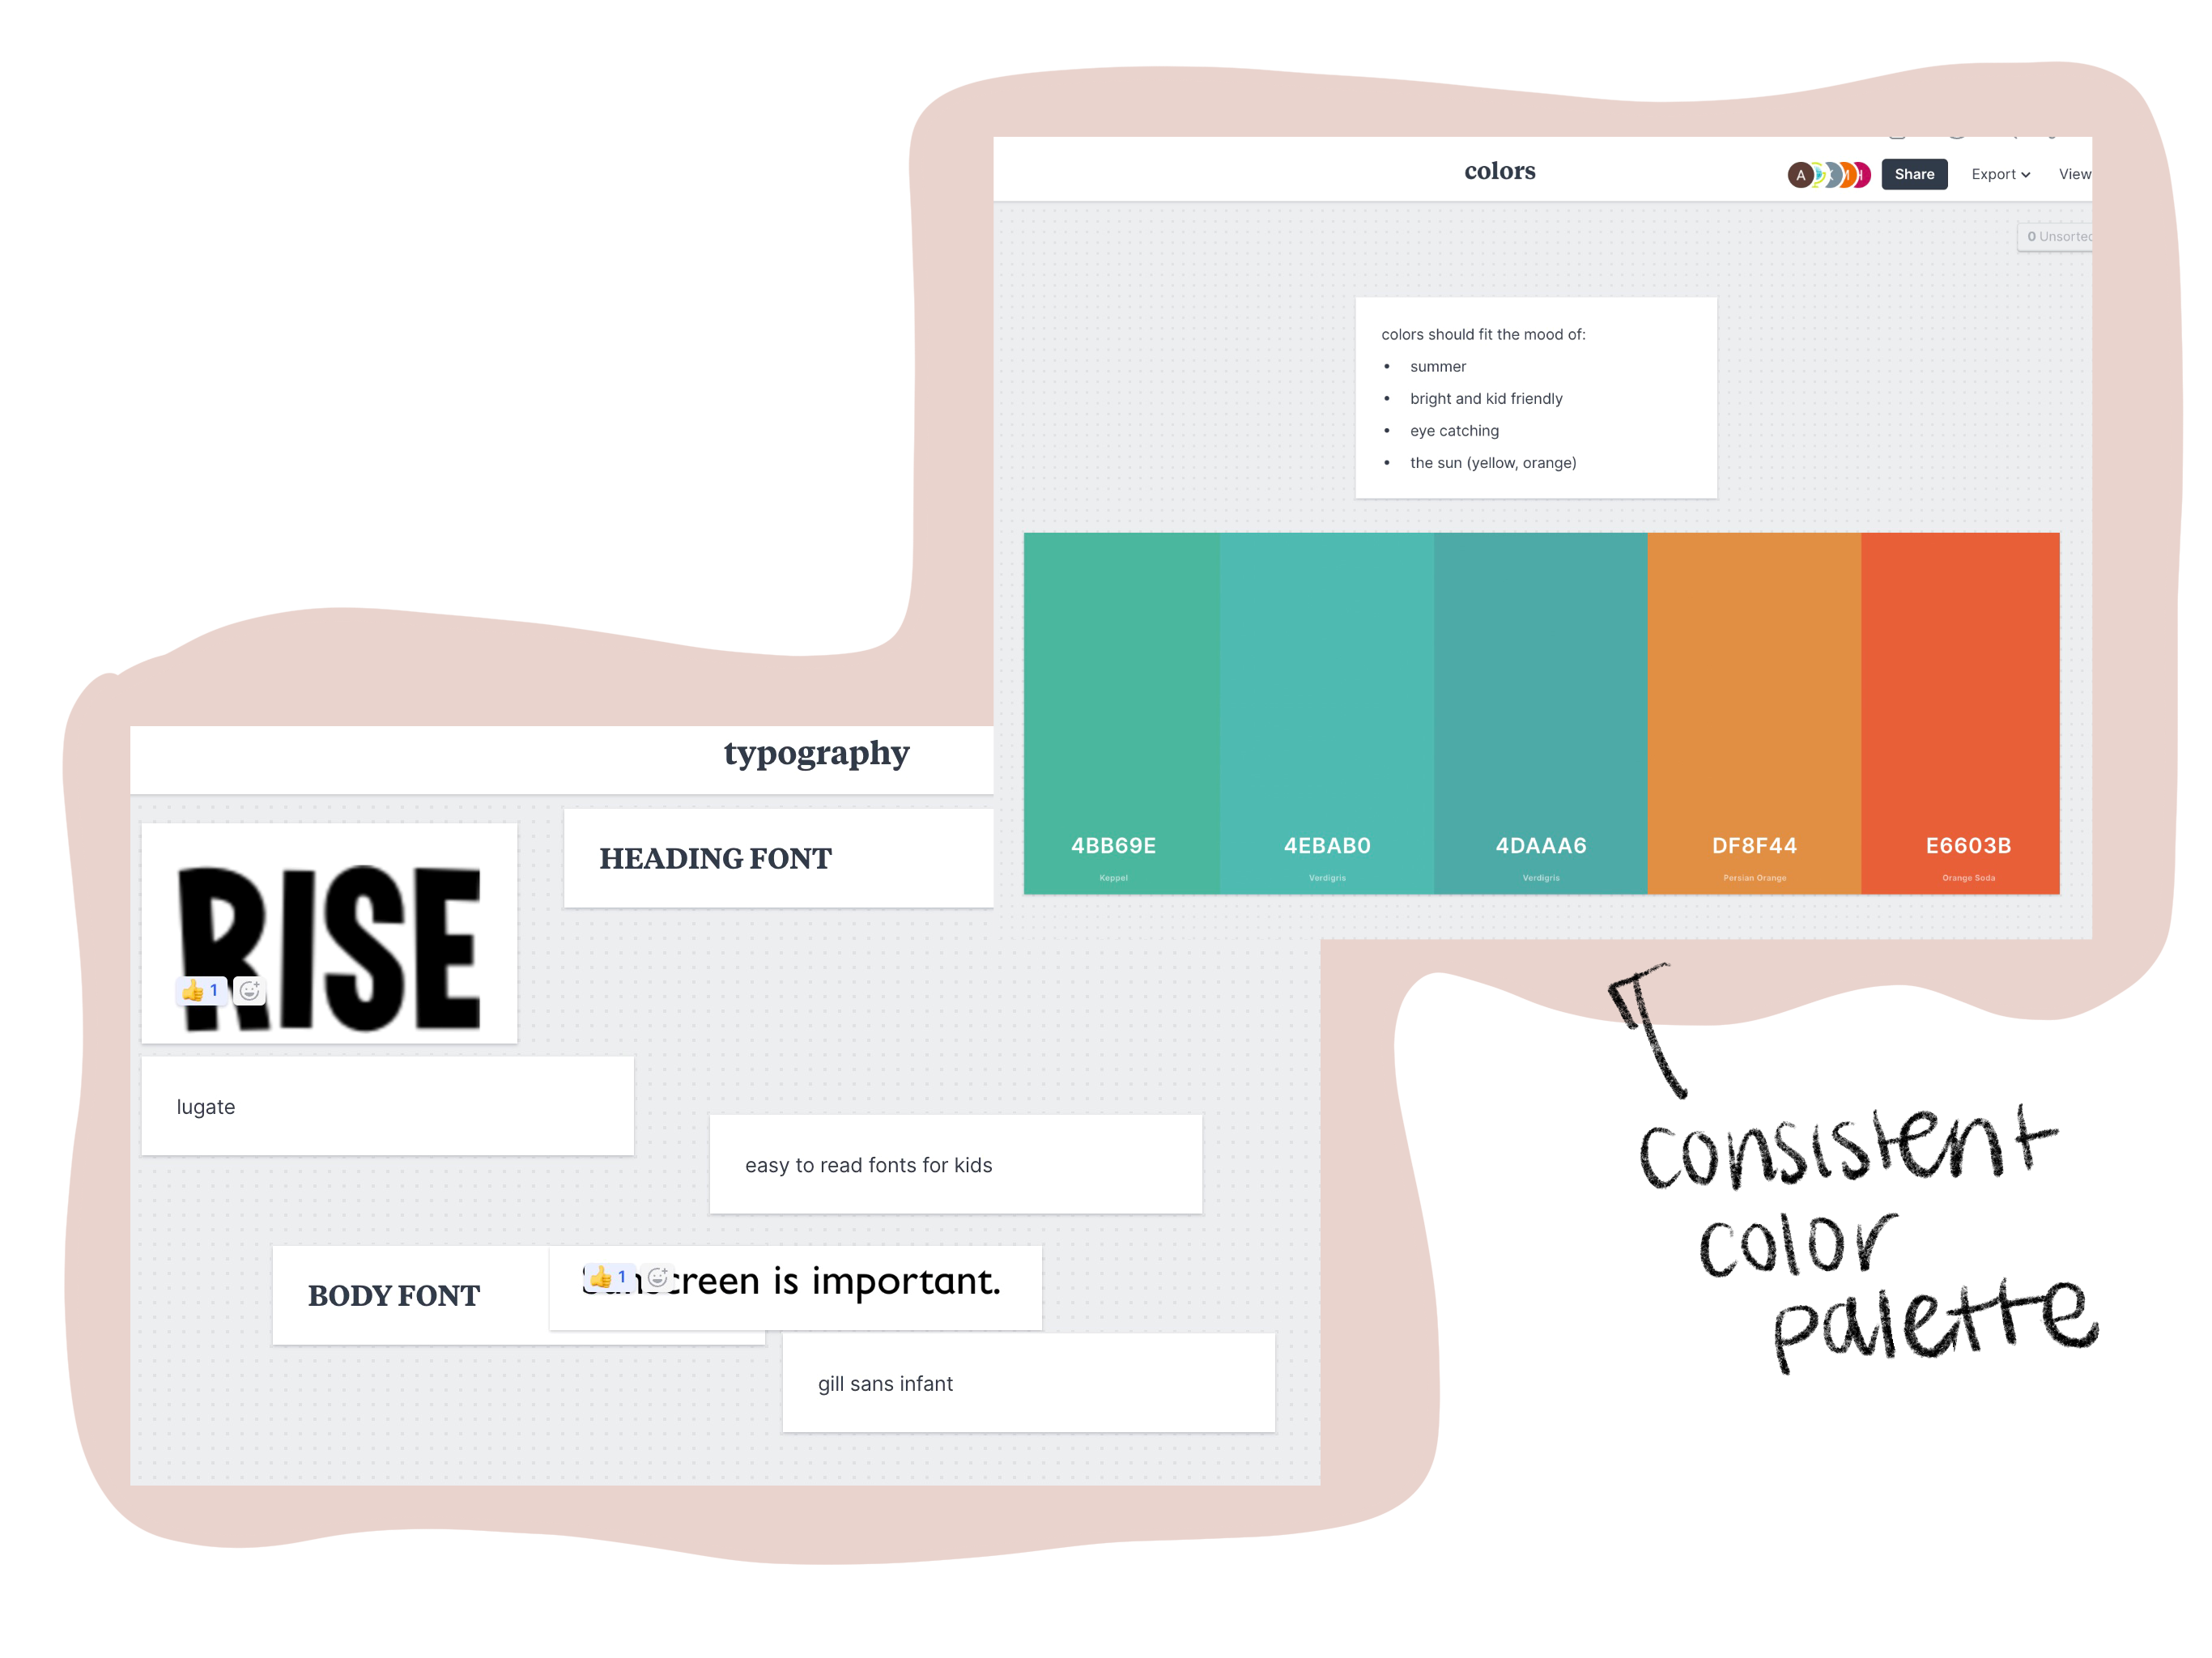 colors
A
Share
Export
View
0 Unsorted
colors should fit the mood of:
• summer
• bright and kid friendly
• eye catching
• the sun (yellow, orange)
4BB69E
Keppel
4EBAB0
Verdigris
4DAAA6
Verdigris
DF8F44
Persian Orange
E6603B
Orange Soda
typography
RISE
👍 1
HEADING FONT
lugate
easy to read fonts for kids
BODY FONT
Sunscreen is important.
👍 1
gill sans infant
consistent
color
palette